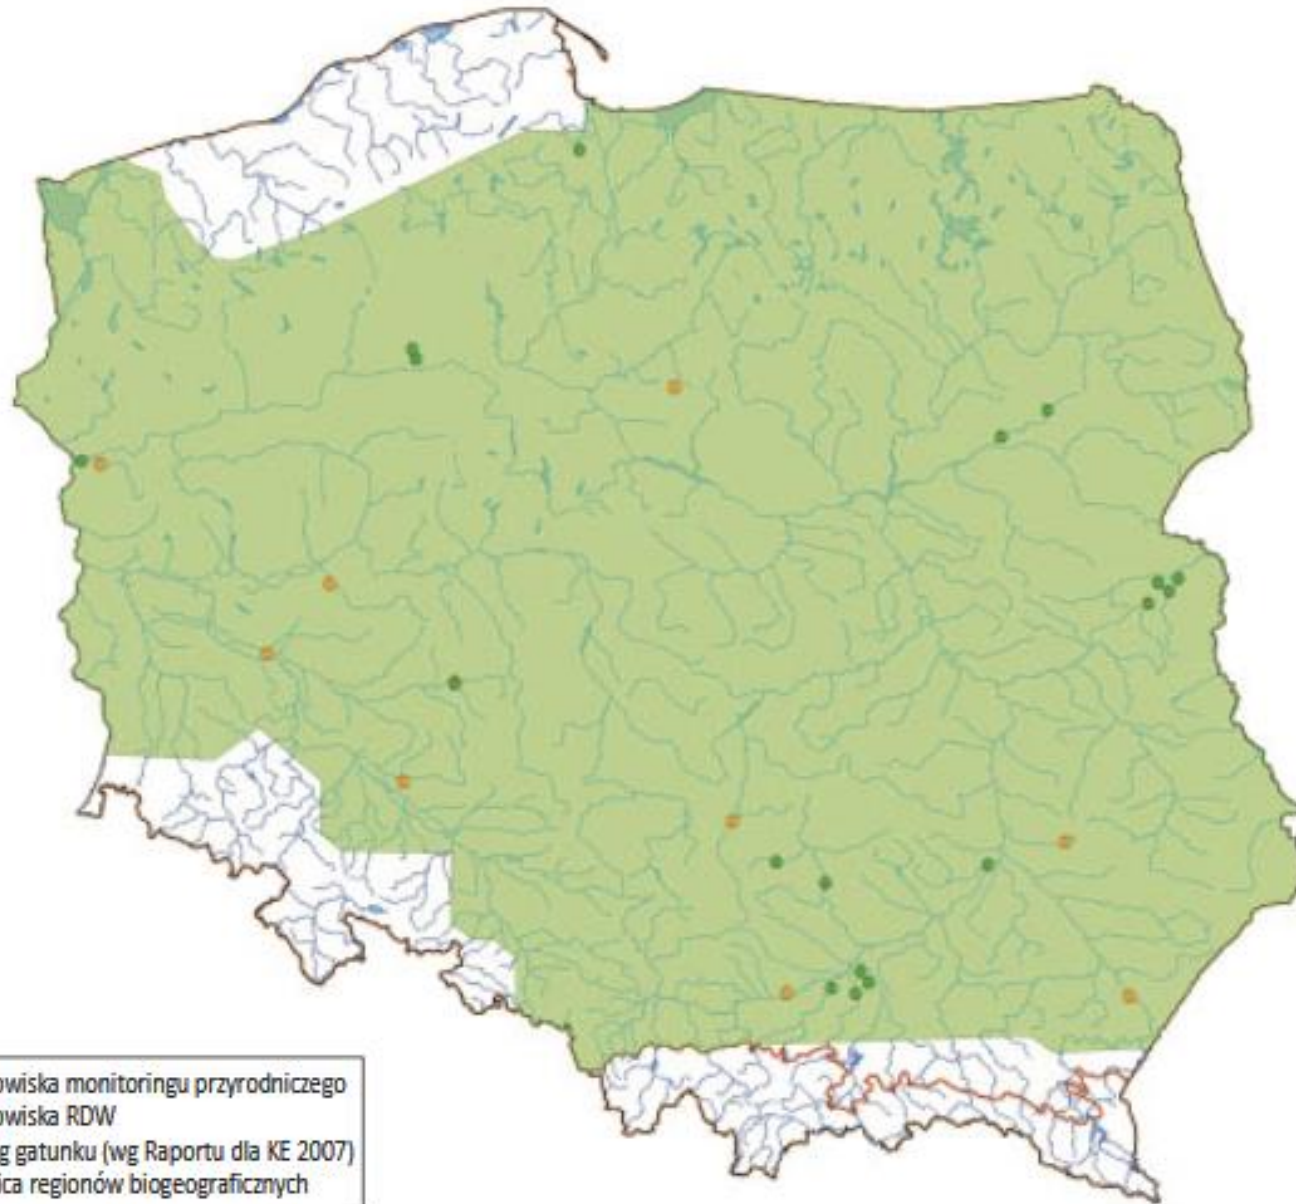 owiska monitoringu przyrodniczego
owiska RDW
g gatunku (wg Raportu dla KE 2007)
ica regionów biogeograficznych